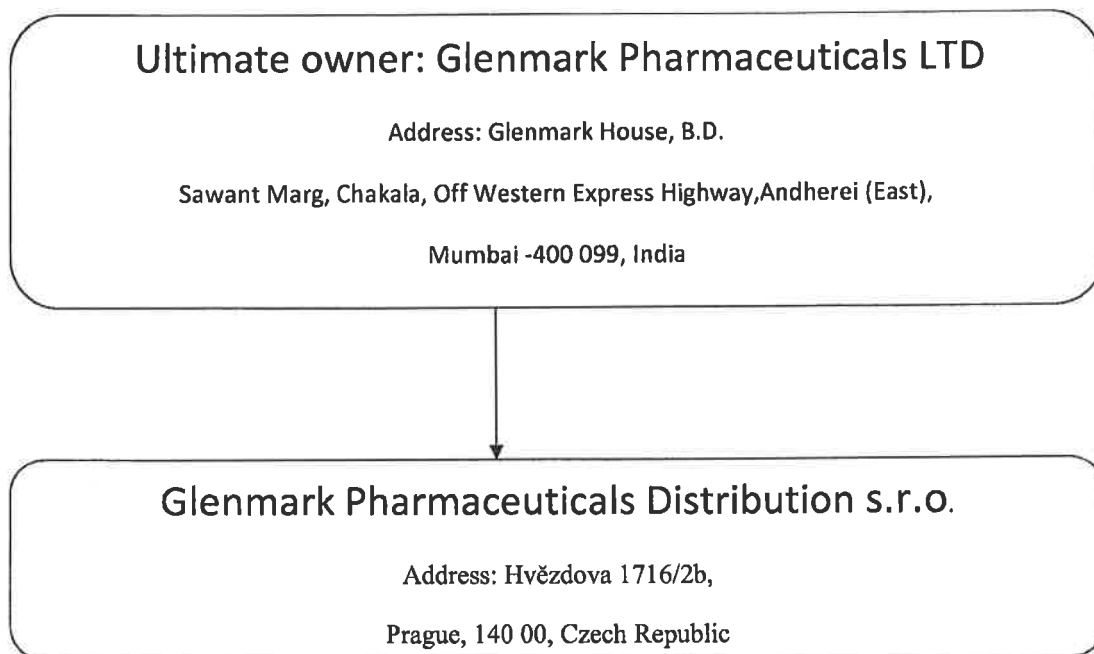 Ultimate owner: Glenmark Pharmaceuticals LTD
Address: Glenmark House, B.D.
Sawant Marg, Chakala, Off Western Express Highway,Andherei (East),
Mumbai -400 099, India
Glenmark Pharmaceuticals Distribution s.r.o.
Address: Hvězdova 1716/2b,
Prague, 140 00, Czech Republic